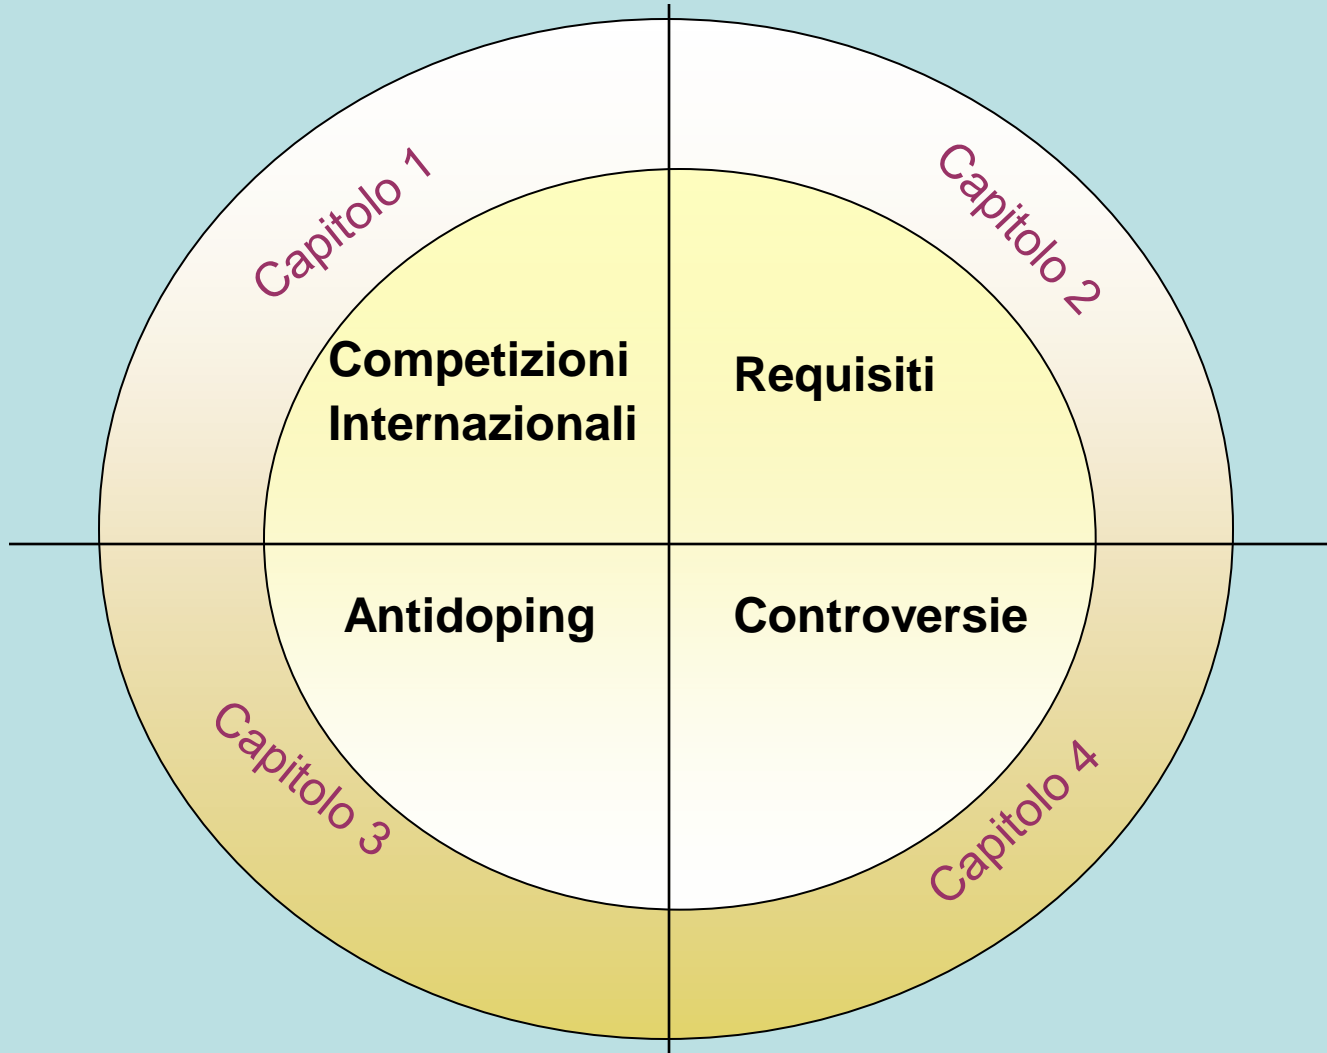 Capitolo 1
Capitolo 2
Competizioni
Internazionali
Requisiti
Antidoping
Controversie
Capitolo 3
Capitolo 4